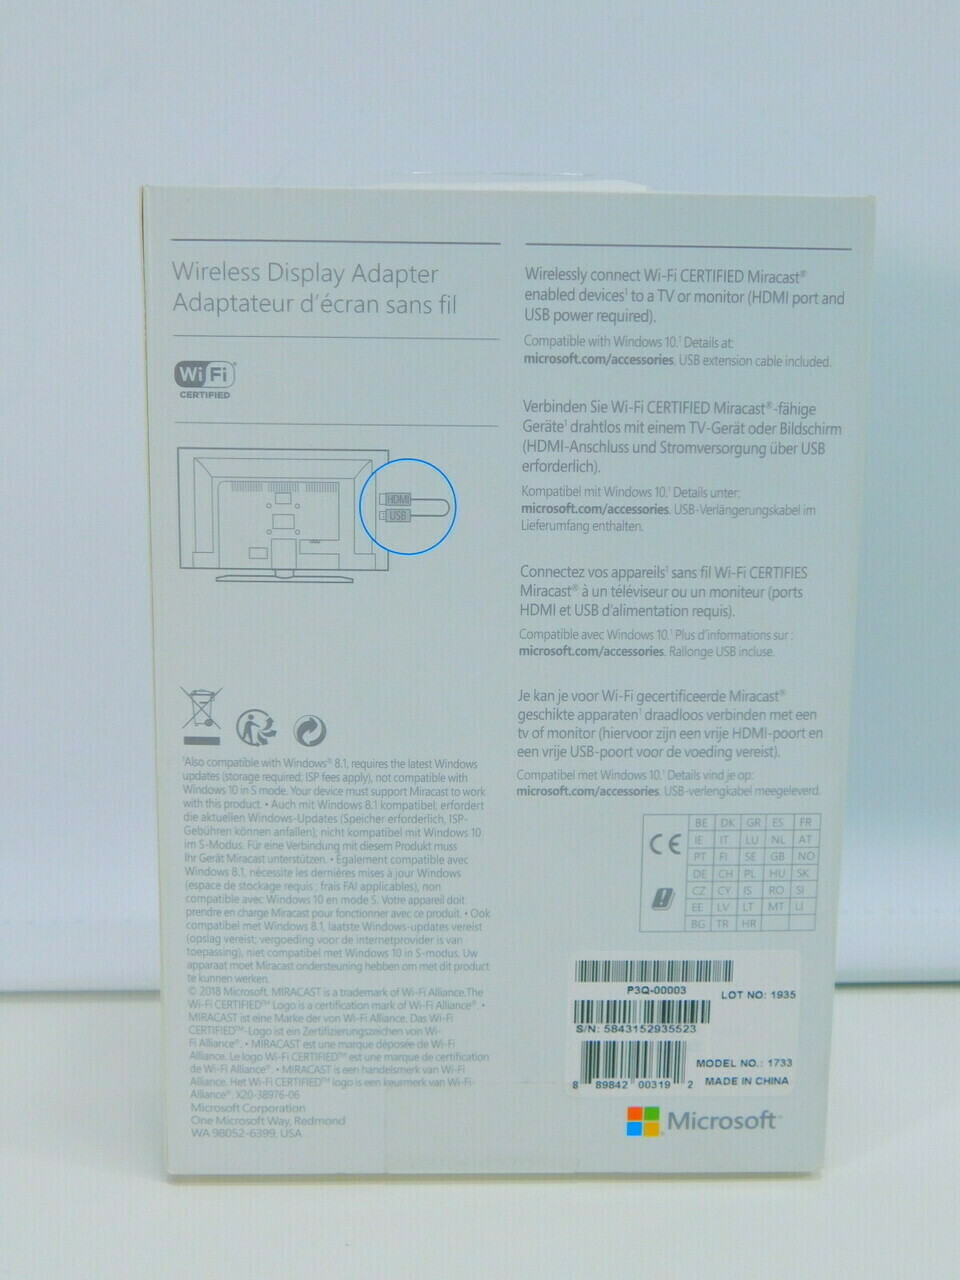 Wireless Display Adapter
Adaptateur d'écran sans fil
Wi Fi
CERTIFIED
HDMI
USB
¹Also compatible with Windows® 8.1, requires the latest Windows
updates (storage required; ISP fees apply), not compatible with
Windows 10 in S mode. Your device must support Miracast to work
with this product. • Auch mit Windows 8.1 kompatibel; erfordert
die aktuellen Windows-Updates (Speicher erforderlich, ISP-
Gebühren können anfallen); nicht kompatibel mit Windows 10
im S-Modus. Für eine Verbindung mit diesem Produkt muss
Ihr Gerät Miracast unterstützen. • Également compatible avec
Windows 8.1, nécessite les dernières mises à jour Windows
(espace de stockage requis ; frais FAI applicables), non
compatible avec Windows 10 en mode S. Votre appareil doit
prendre en charge Miracast pour fonctionner avec ce produit. • Ook
compatibel met Windows 8.1, laatste Windows-updates vereist
(opslag vereist; vergoeding voor de internetprovider is van
toepassing), niet compatibel met Windows 10 in S-modus. Uw
apparaat moet Miracast ondersteuning hebben om met dit product
te kunnen werken.
© 2018 Microsoft. MIRACAST is a trademark of Wi-Fi Alliance.The
Wi-Fi CERTIFIED™ Logo is a certification mark of Wi-Fi Alliance®. •
MIRACAST ist eine Marke der von Wi-Fi Alliance. Das Wi-Fi
CERTIFIED™-Logo ist ein Zertifizierungszeichen von Wi-
Fi Alliance®. • MIRACAST est une marque déposée de Wi-Fi
Alliance. Le logo Wi-Fi CERTIFIED™ est une marque de certification
de Wi-Fi Alliance®. • MIRACAST is een handelsmerk van Wi-Fi
Alliance. Het Wi-Fi CERTIFIED™ logo is een keurmerk van Wi-Fi-
Alliance®. X20-38976-06
Microsoft Corporation
One Microsoft Way, Redmond
WA 98052-6399, USA
Wirelessly connect Wi-Fi CERTIFIED Miracast®
enabled devices¹ to a TV or monitor (HDMI port and
USB power required).
Compatible with Windows 10.¹ Details at:
microsoft.com/accessories. USB extension cable included.
Verbinden Sie Wi-Fi CERTIFIED Miracast®-fähige
Geräte¹ drahtlos mit einem TV-Gerät oder Bildschirm
(HDMI-Anschluss und Stromversorgung über USB
erforderlich).
Kompatibel mit Windows 10.¹ Details unter:
microsoft.com/accessories. USB-Verlängerungskabel im
Lieferumfang enthalten.
Connectez vos appareils¹ sans fil Wi-Fi CERTIFIES
Miracast® à un téléviseur ou un moniteur (ports
HDMI et USB d'alimentation requis).
Compatible avec Windows 10.¹ Plus d'informations sur :
microsoft.com/accessories. Rallonge USB incluse.
Je kan je voor Wi-Fi gecertificeerde Miracast®
geschikte apparaten¹ draadloos verbinden met een
tv of monitor (hiervoor zijn een vrije HDMI-poort en
een vrije USB-poort voor de voeding vereist).
Compatibel met Windows 10.¹ Details vind je op:
microsoft.com/accessories. USB-verlengkabel meegeleverd.
CE
BE DK GR ES FR
IE IT LU NL AT
PT FI SE GB NO
DE CH PL HU SK
CZ CY IS RO SI
EE LV LT MT LI
BG TR HR
P3Q-00003
LOT NO: 1935
S/N: 5843152935523
MODEL NO.: 1733
8 89842 00319 2
MADE IN CHINA
Microsoft